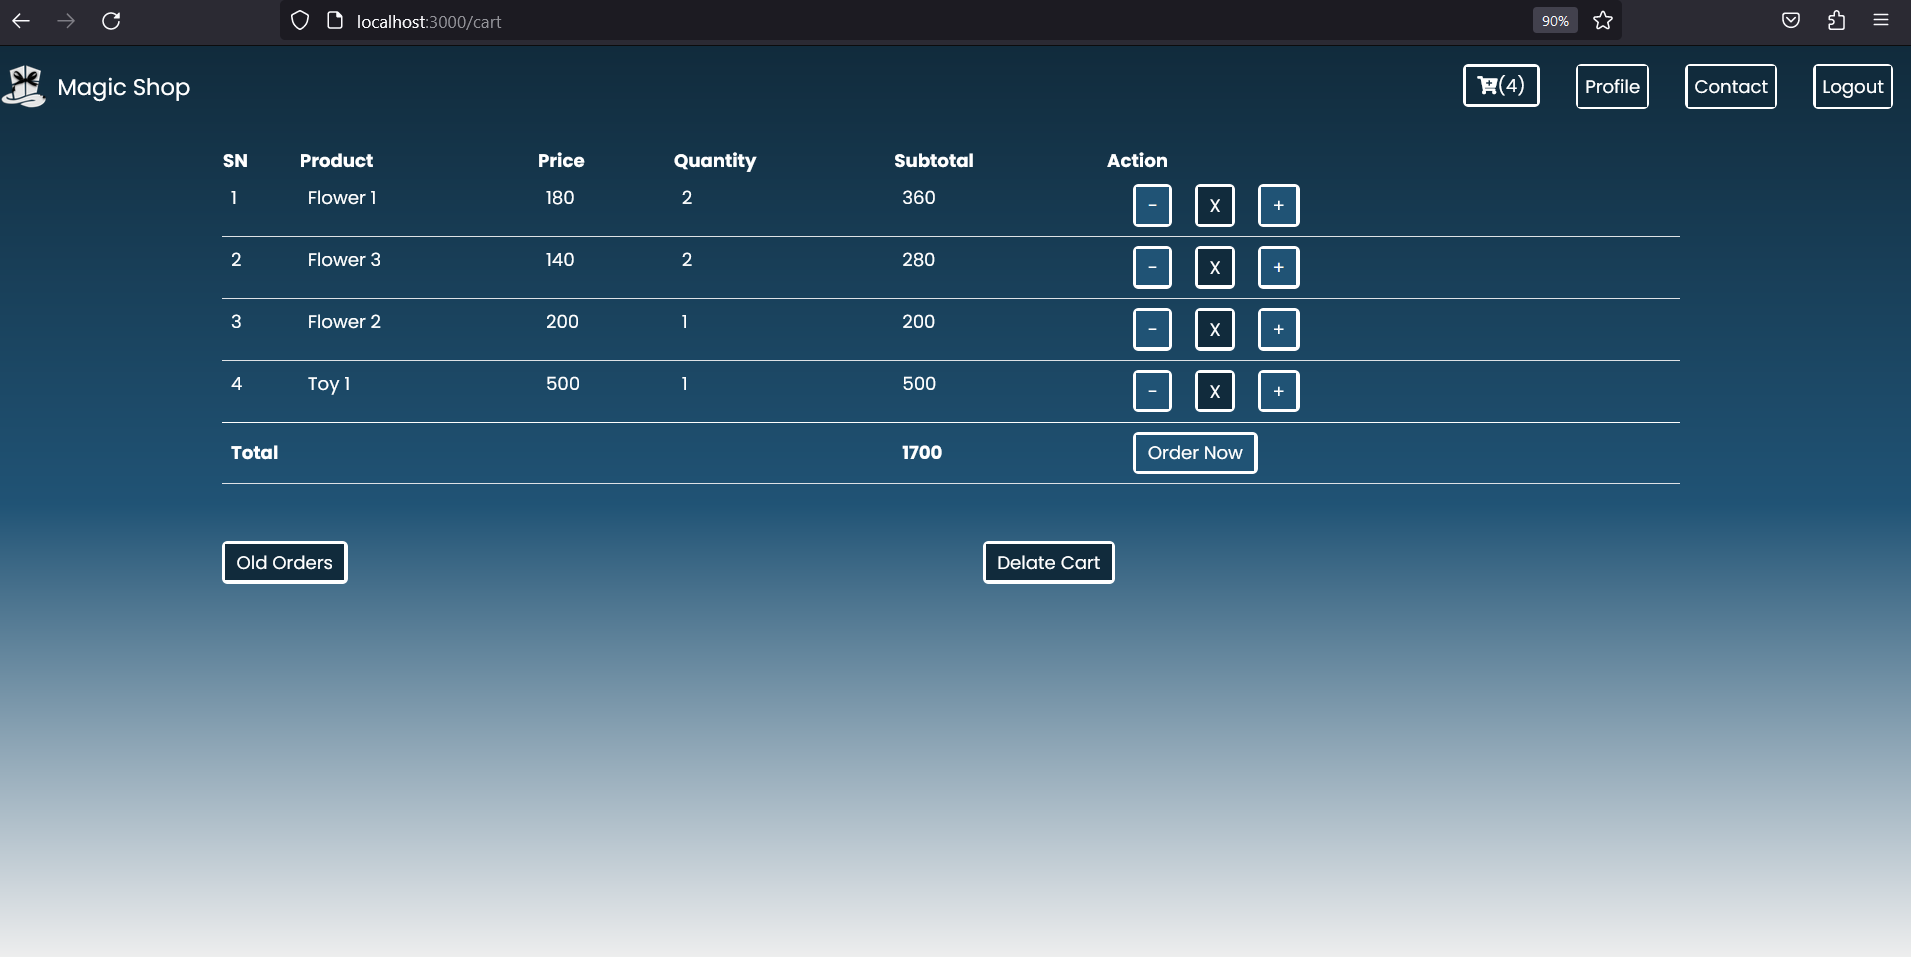 localhost:3000/cart 90%
Magic Shop (4) Profile Contact Logout
SN Product Price Quantity Subtotal Action
1 Flower 1 180 2 360 - X +
2 Flower 3 140 2 280 - X +
3 Flower 2 200 1 200 - X +
4 Toy 1 500 1 500 - X +
Total 1700 Order Now
Old Orders Delate Cart